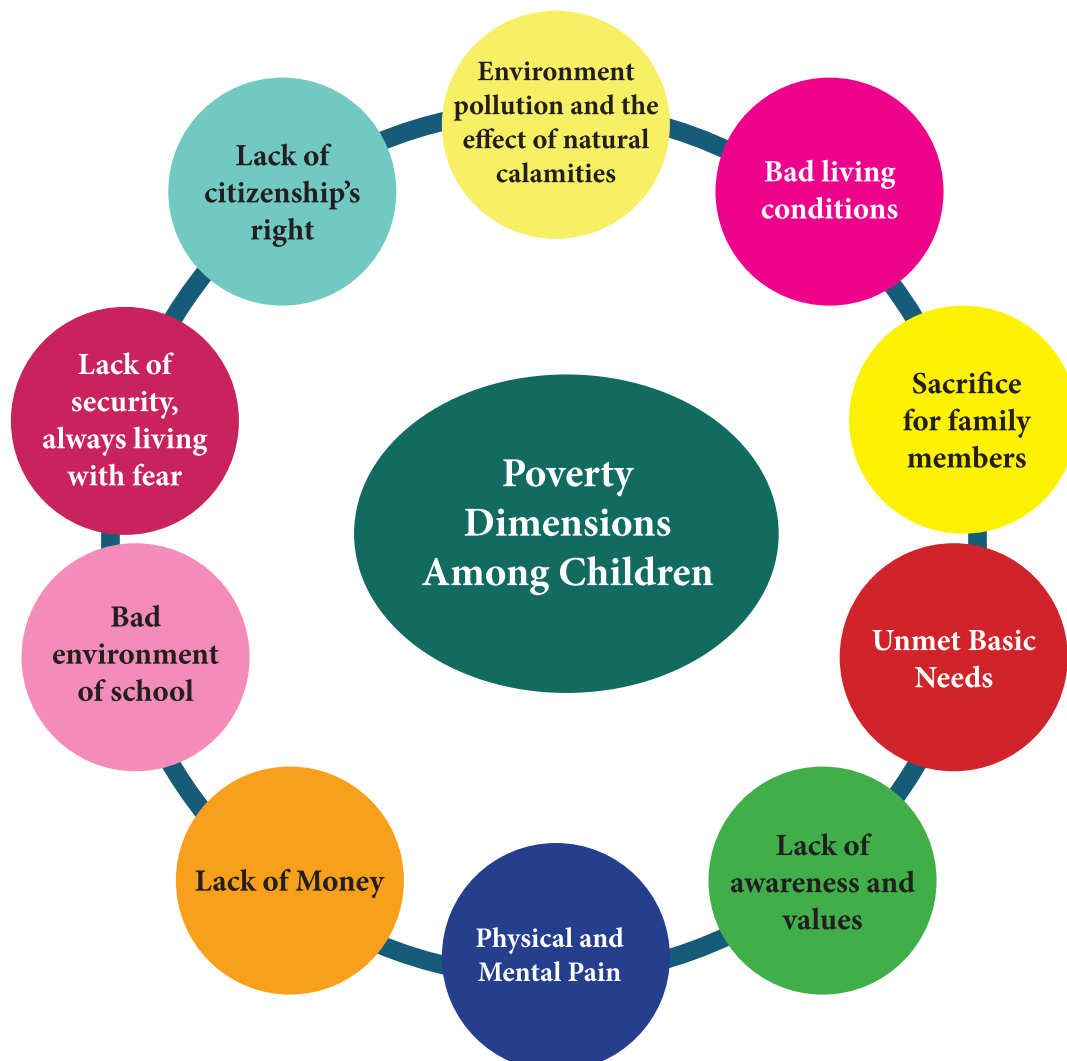 Environment
pollution and the
effect of natural
calamities
Bad living
conditions
Sacrifice
for family
members
Unmet Basic
Needs
Lack of
awareness and
values
Physical and
Mental Pain
Lack of Money
Bad
environment
of school
Lack of
security,
always living
with fear
Lack of
citizenship’s
right
Poverty
Dimensions
Among Children